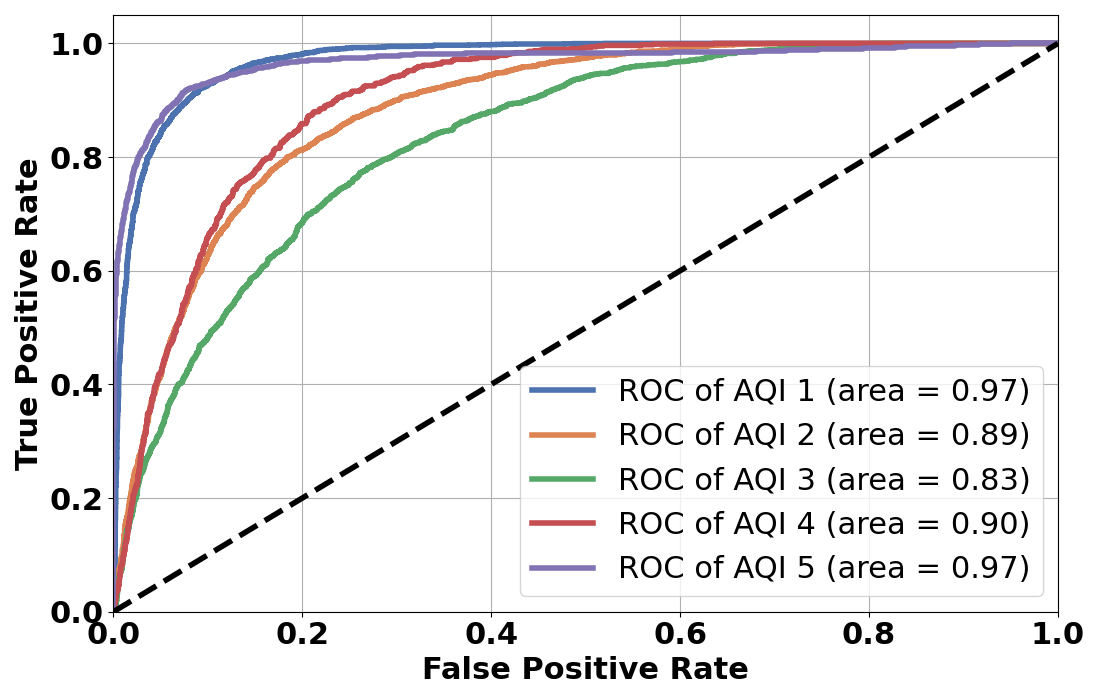 1.0
0.8
0.6
0.4
0.2
0.0
True Positive Rate
ROC of AQI 1 (area = 0.97)
ROC of AQI 2 (area = 0.89)
ROC of AQI 3 (area = 0.83)
ROC of AQI 4 (area = 0.90)
ROC of AQI 5 (area = 0.97)
0.0 0.2 0.4 0.6 0.8 1.0
False Positive Rate